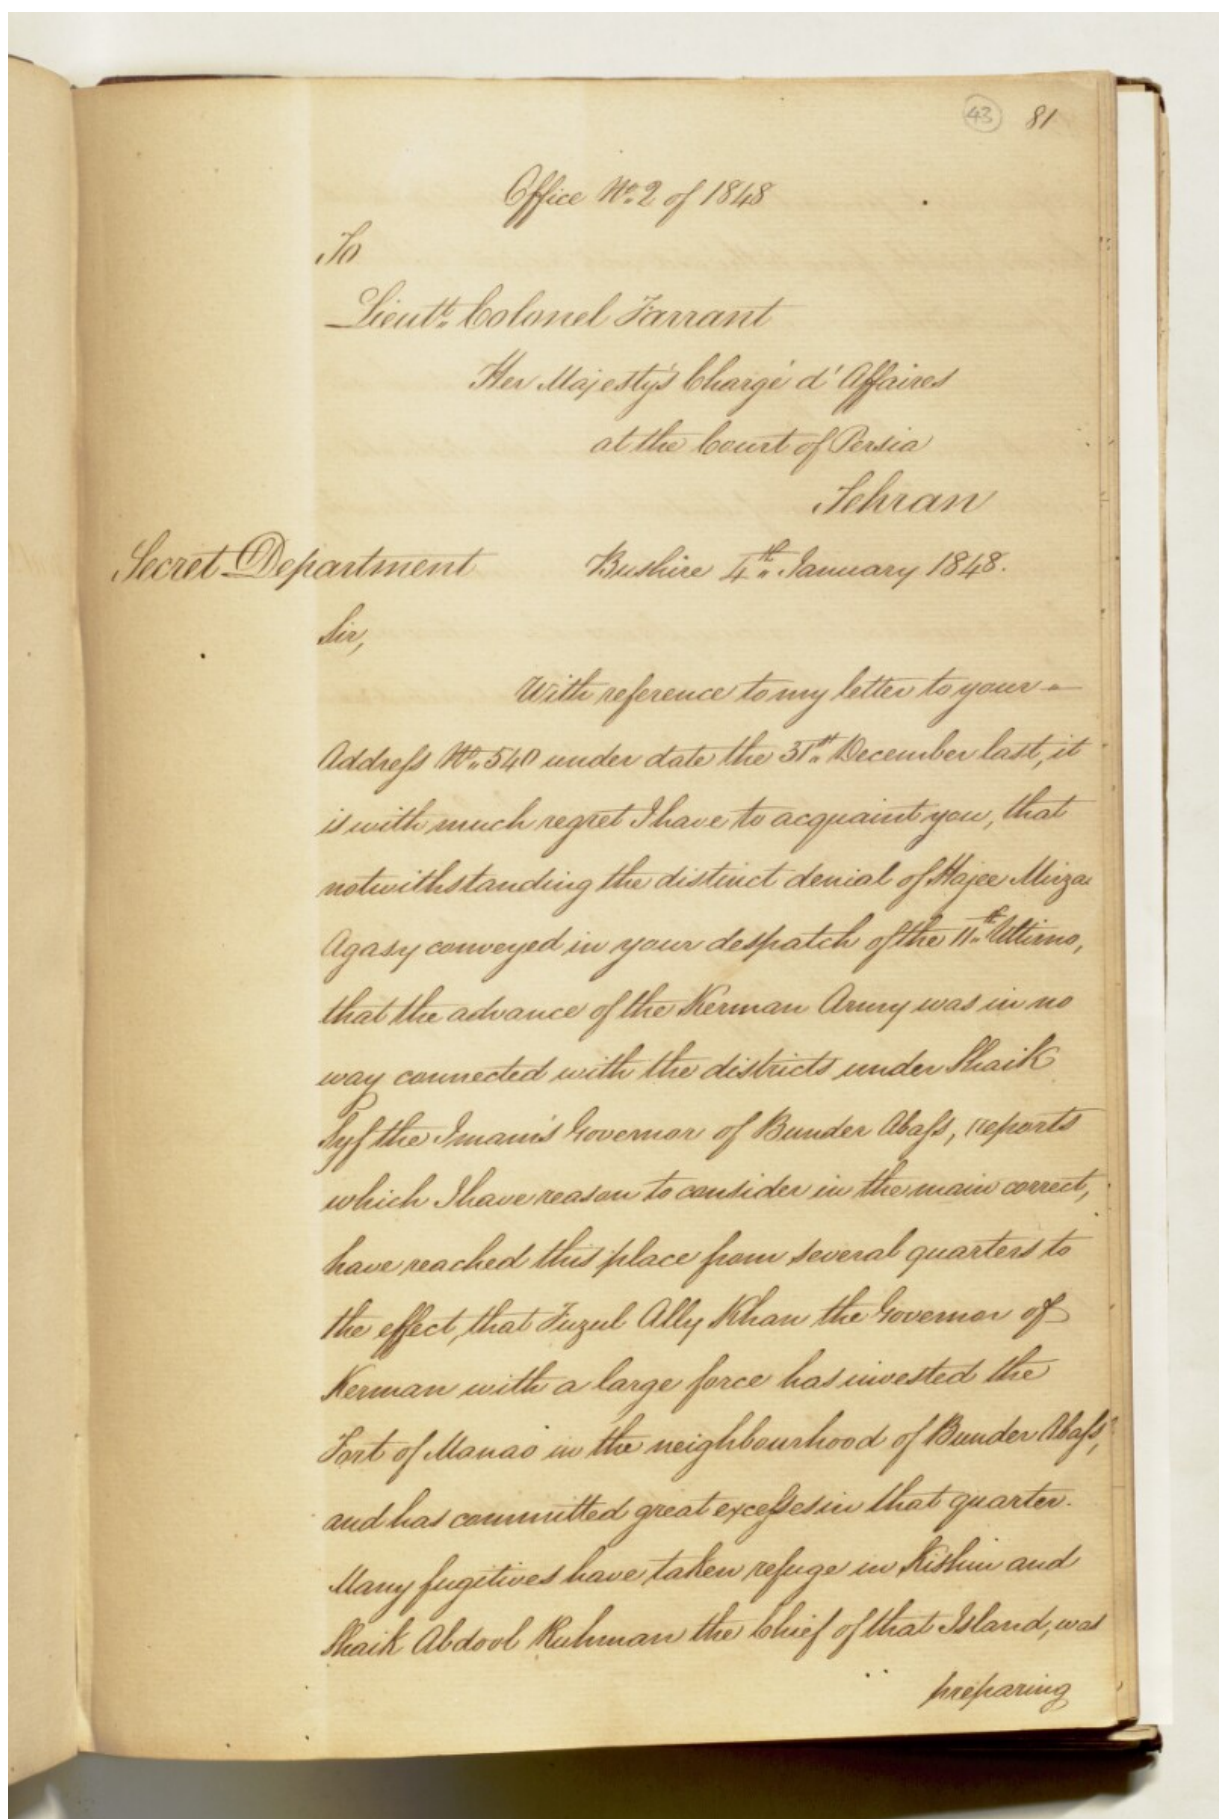 43 81
Office No. 2 of 1848
To
Lieutt. Colonel Farrant
Her Majesty's Chargé d'Affaires
at the Court of Persia
Tehran
Secret Department Bushire 4th January 1848.
Sir,
With reference to my letter to your
Address No. 540 under date the 31st December last, it
is with much regret I have to acquaint you, that
notwithstanding the distinct denial of Hajee Mirza
Agasy conveyed in your despatch of the 11th Ultimo,
that the advance of the Kerman Army was in no
way connected with the districts under Shaik
Syf the Imam's Governor of Bunder Abass, reports
which I have reason to consider in the main correct,
have reached this place from several quarters to
the effect, that Fuzul Ally Khan the Governor of
Kerman with a large force has invested the
Fort of Manao in the neighbourhood of Bunder Abass,
and has committed great excesses in that quarter.
Many fugitives have taken refuge in Kishm and
Shaik Abdool Ruhman the Chief of that Island, was
preparing